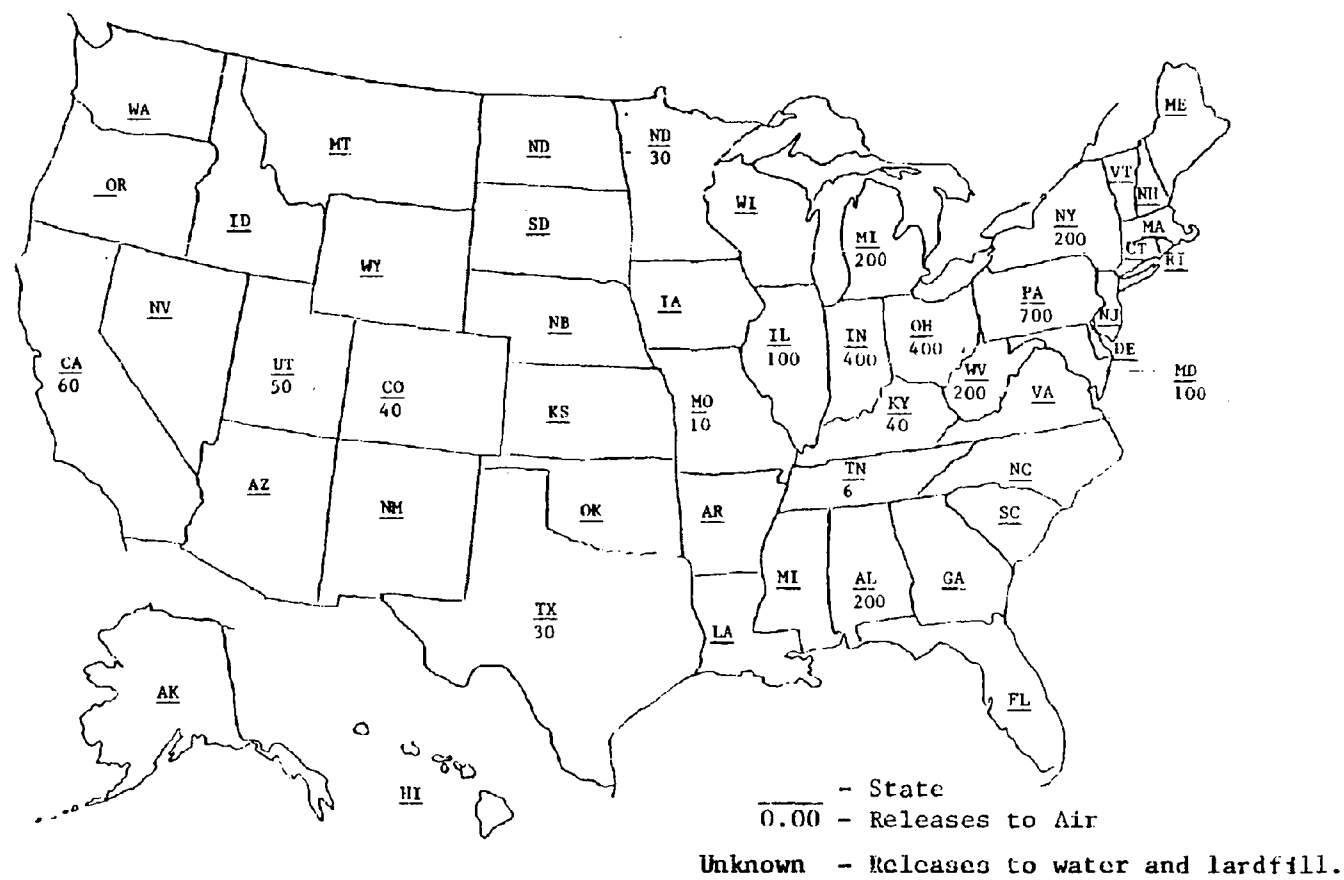 ME
WA
MT
ND
ND
30
VT
NH
OR
WI
NY
200
MA
ID
SD
MI
200
CT
RI
WY
NV
IA
PA
700
NB
NJ
CA
60
UT
50
IL
100
IN
400
OH
400
DE
CO
40
WV
200
MD
100
KS
MO
10
KY
40
VA
AZ
TN
6
NC
NM
OK
AR
SC
MI
AL
200
GA
TX
30
LA
AK
FL
HI
- State
0.00 - Releases to Air
Unknown - Releases to water and lardfill.